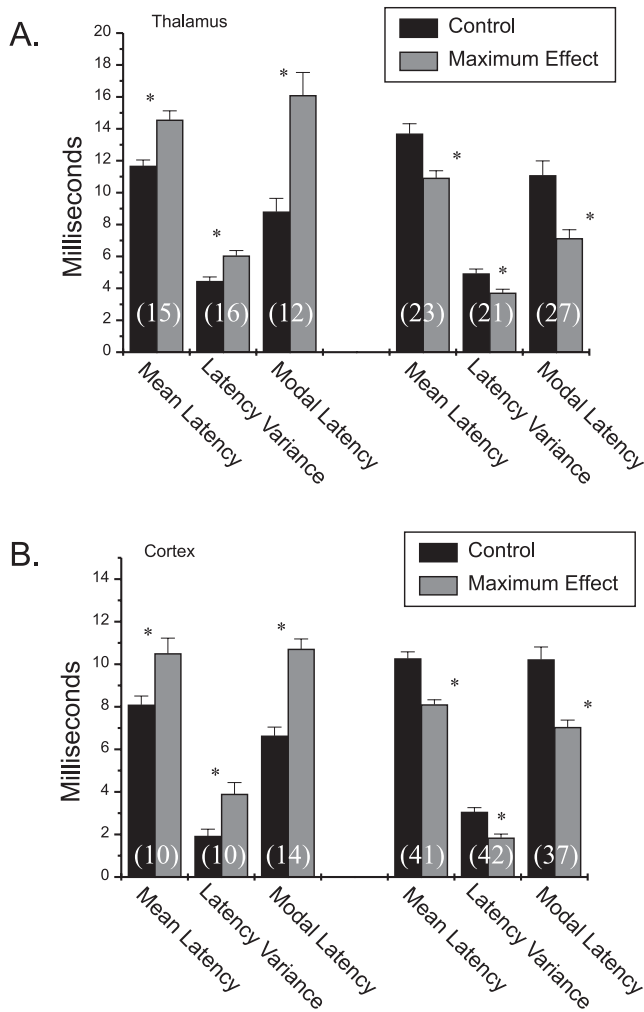 A.
Thalamus
Control
Maximum Effect
Milliseconds
20
18
16
14
12
10
8
6
4
2
0
* * * * * *
(15) (16) (12) (23) (21) (27)
Mean Latency
Latency Variance
Modal Latency
Mean Latency
Latency Variance
Modal Latency
B.
Cortex
Control
Maximum Effect
Milliseconds
14
12
10
8
6
4
2
0
* * * * * *
(10) (10) (14) (41) (42) (37)
Mean Latency
Latency Variance
Modal Latency
Mean Latency
Latency Variance
Modal Latency